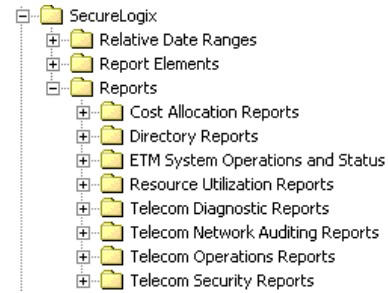 SecureLogix
Relative Date Ranges
Report Elements
Reports
Cost Allocation Reports
Directory Reports
ETM System Operations and Status
Resource Utilization Reports
Telecom Diagnostic Reports
Telecom Network Auditing Reports
Telecom Operations Reports
Telecom Security Reports